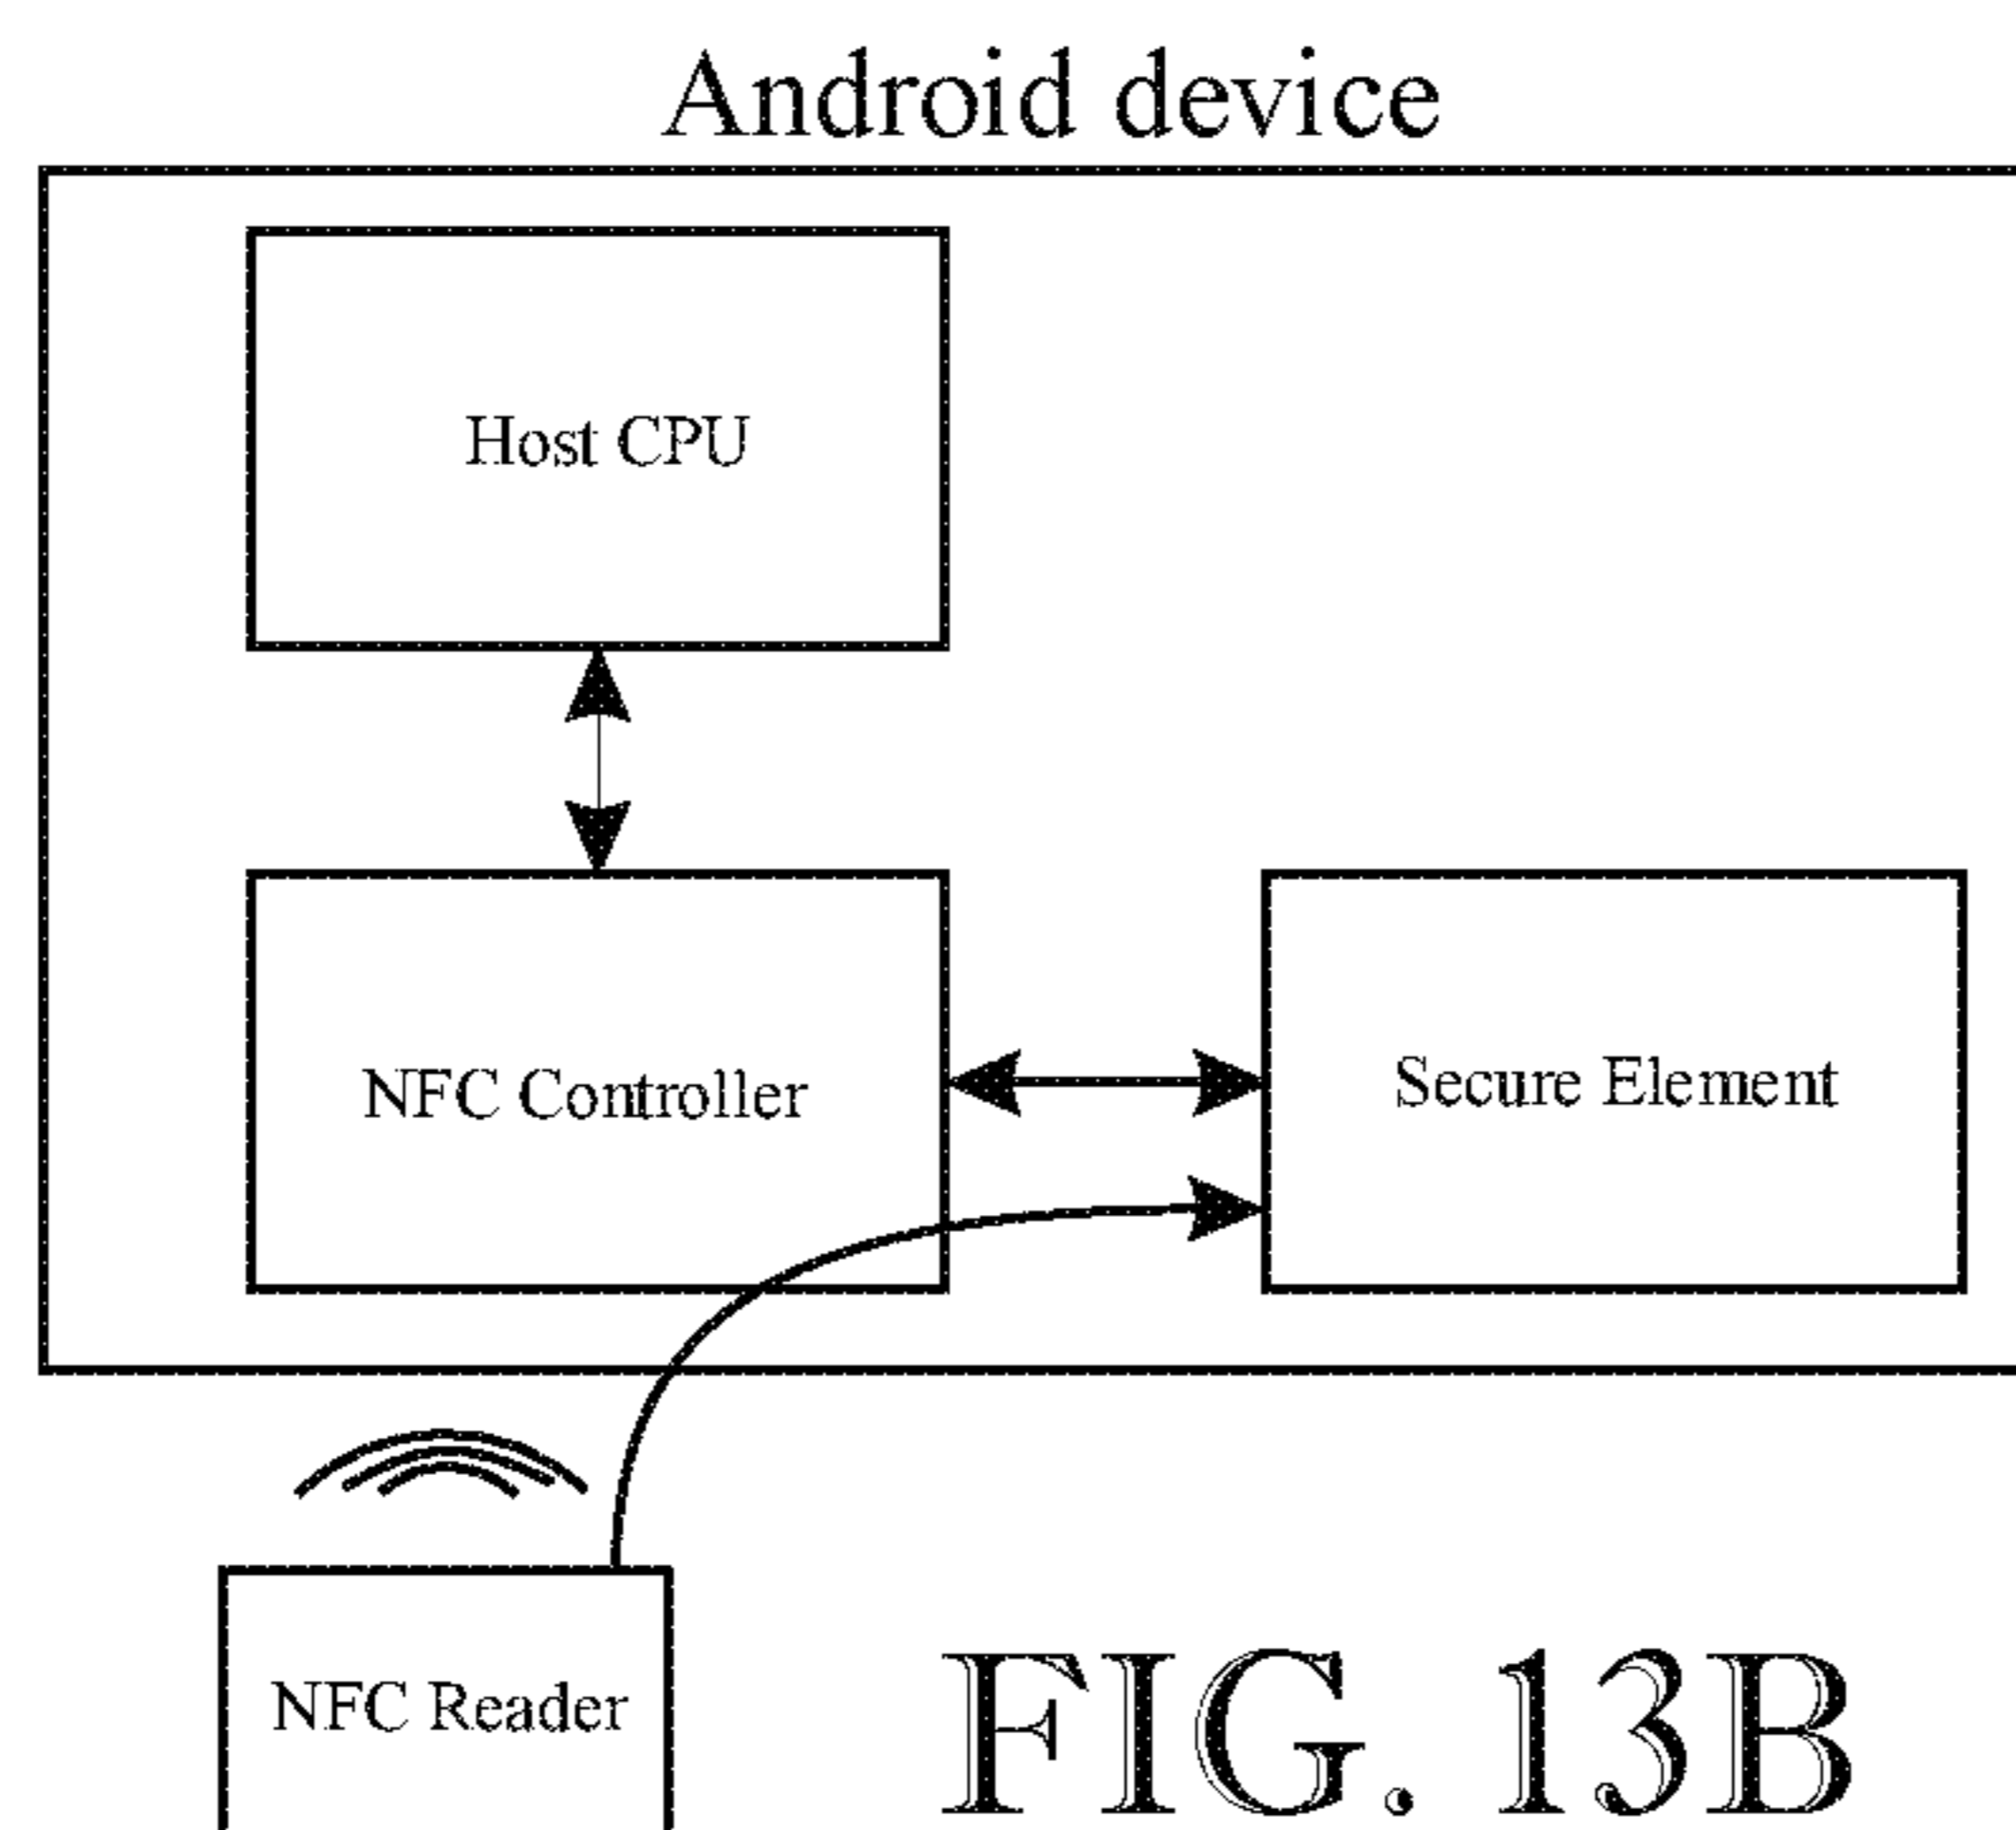 Android device
Host CPU
NFC Controller
Secure Element
NFC Reader
FIG. 13B